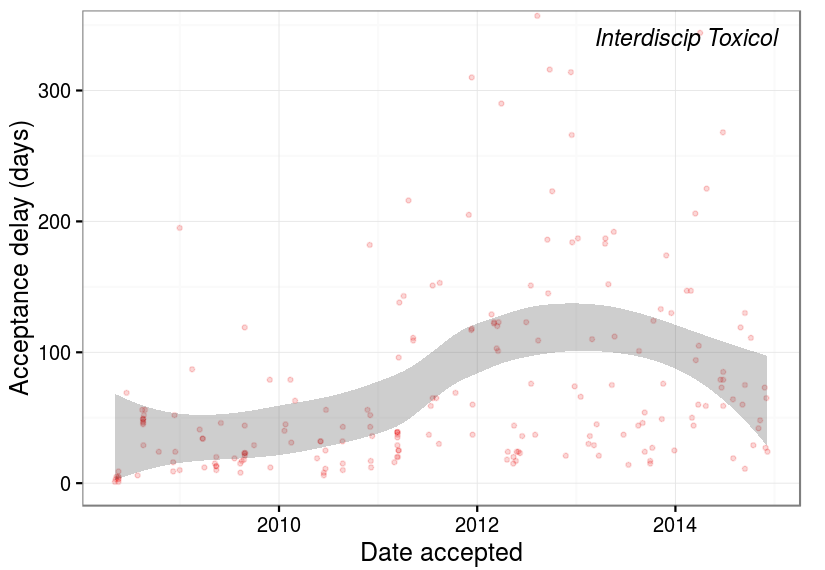 Interdiscip Toxicol
Acceptance delay (days)
300
200
100
0
2010 2012 2014
Date accepted